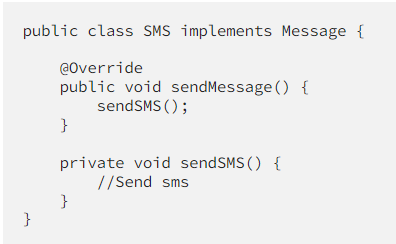 public class SMS implements Message {
@Override
public void sendMessage() {
sendSMS();
}
private void sendSMS() {
//Send sms
}
}